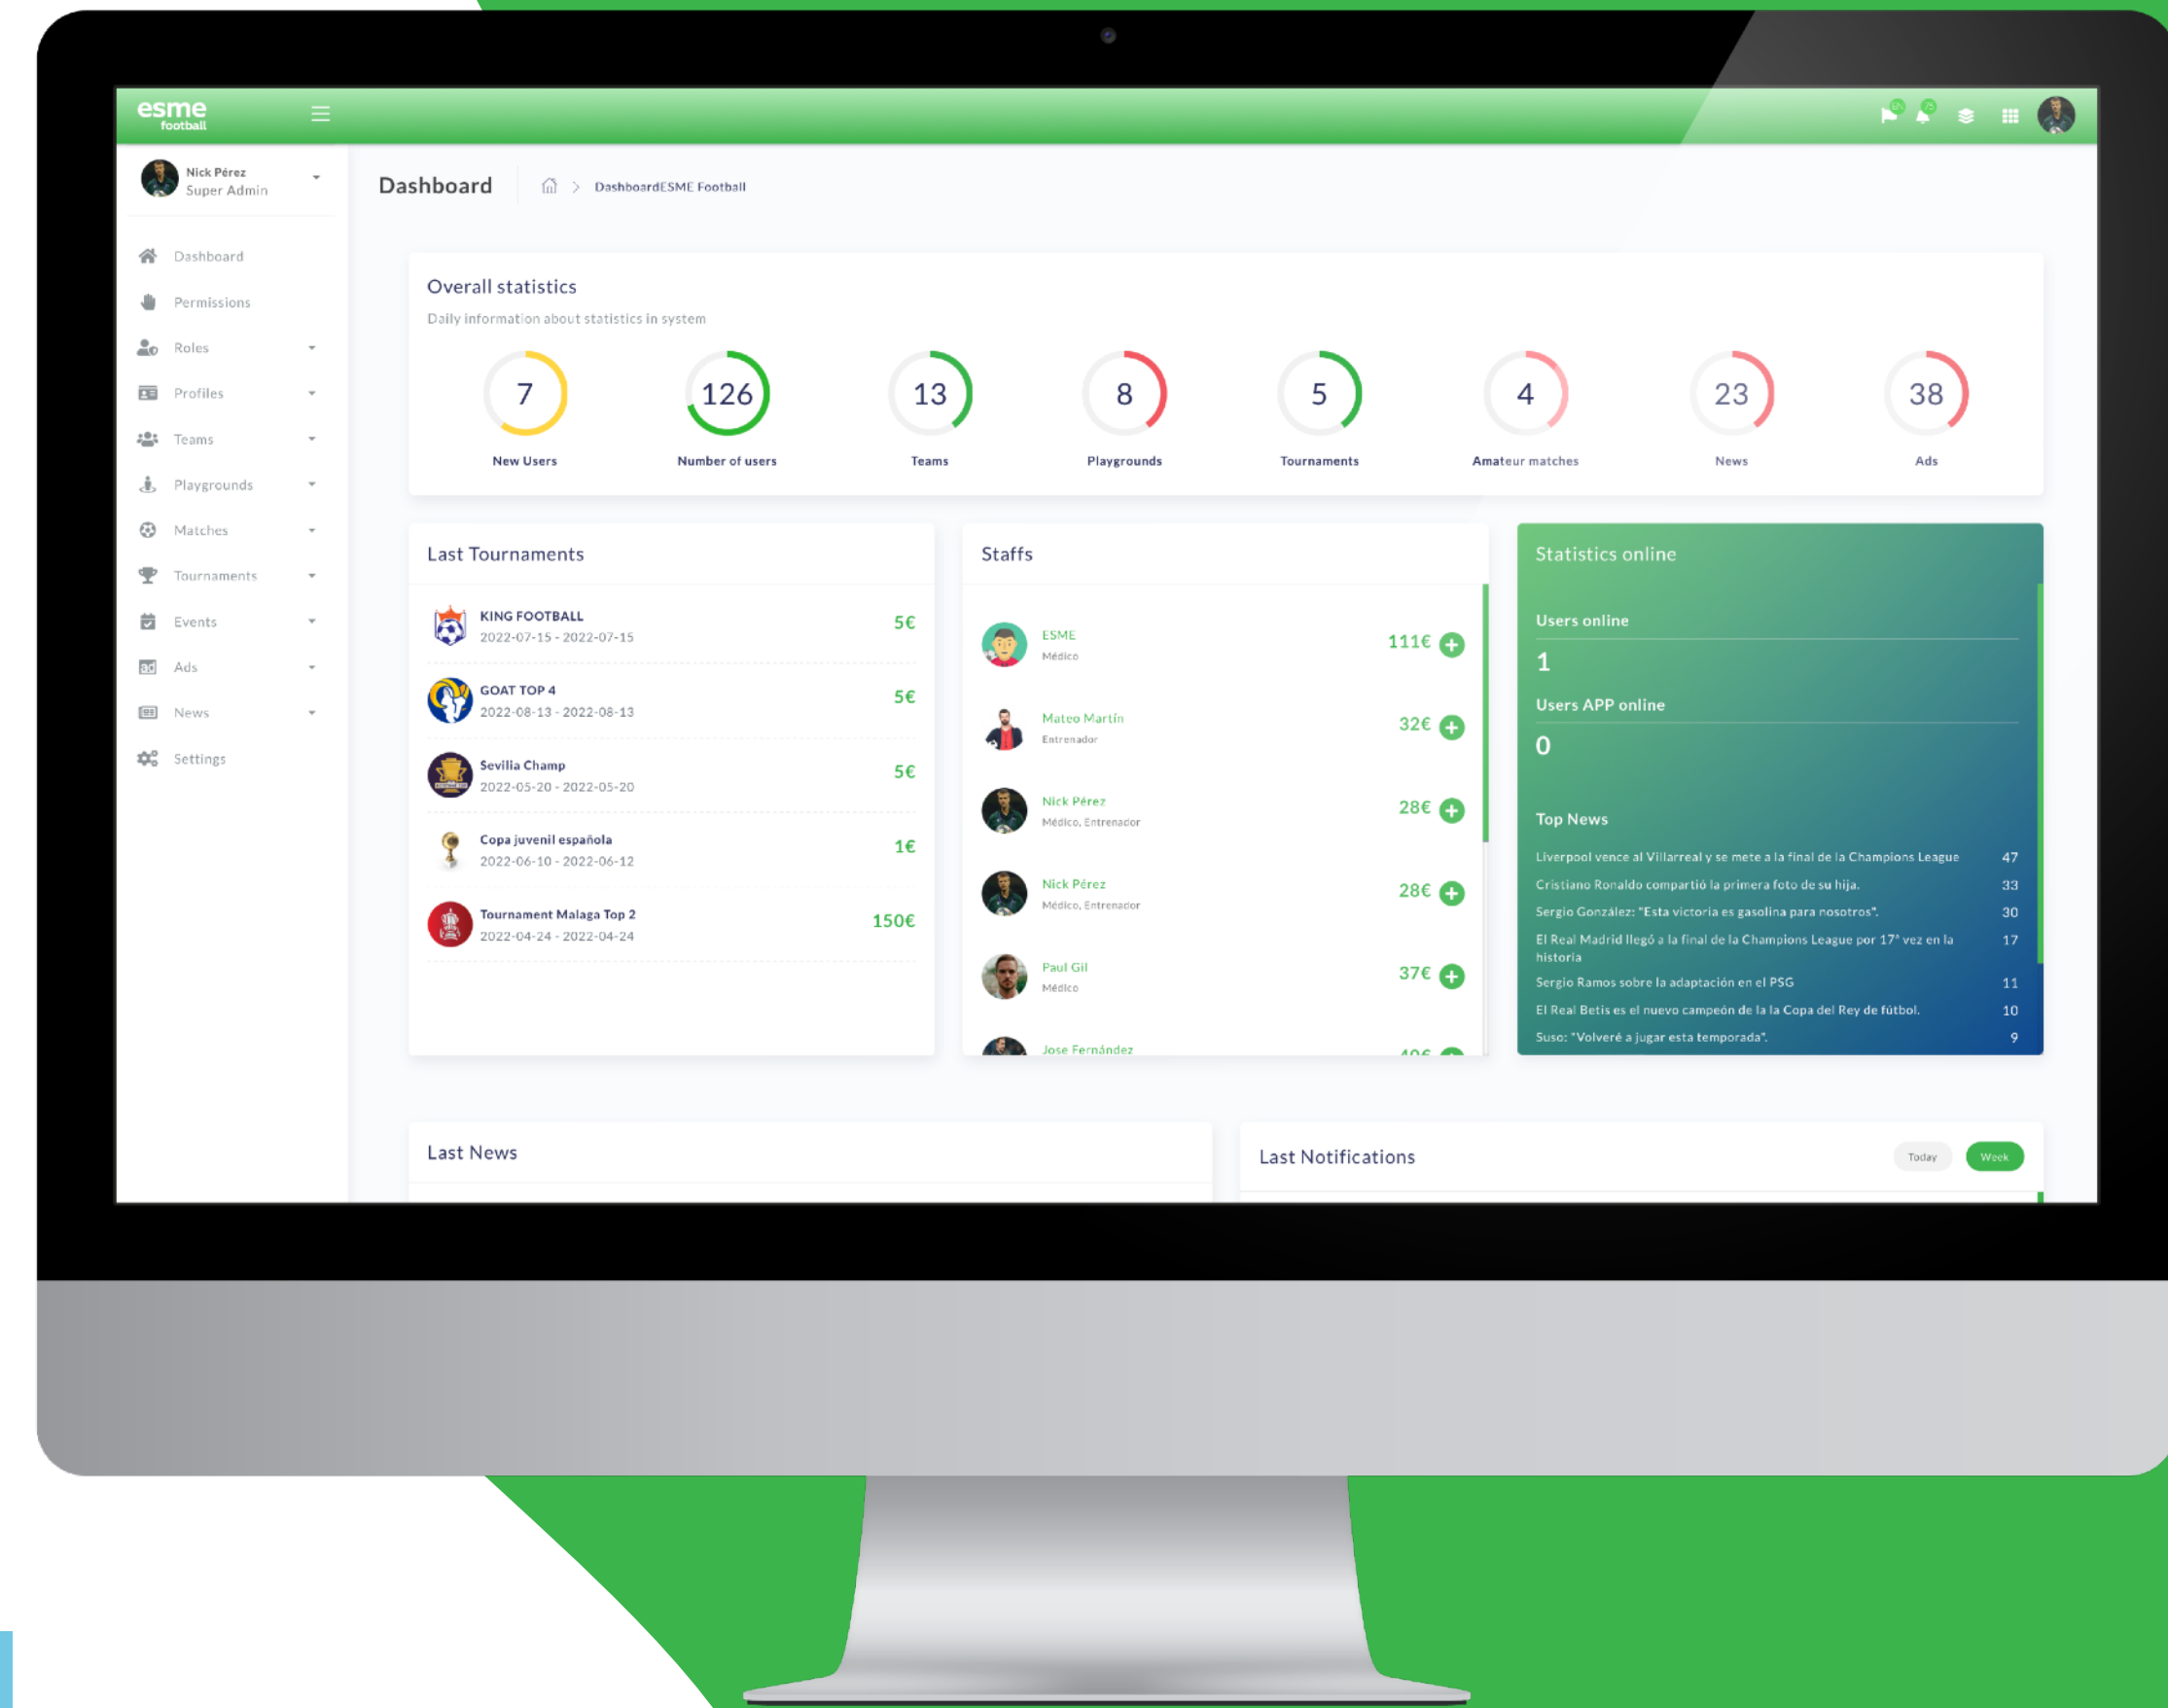 esme
football
EN
75
Nick Pérez
Super Admin
Dashboard
Permissions
Roles
Profiles
Teams
Playgrounds
Matches
Tournaments
Events
Ads
News
Settings
Dashboard > DashboardESME Football
Overall statistics
Daily information about statistics in system
7 126 13 8 5 4 23 38
New Users Number of users Teams Playgrounds Tournaments Amateur matches News Ads
Last Tournaments
KING FOOTBALL
2022-07-15 - 2022-07-15
5€
GOAT TOP 4
2022-08-13 - 2022-08-13
5€
Sevilia Champ
2022-05-20 - 2022-05-20
5€
Copa juvenil española
2022-06-10 - 2022-06-12
1€
Tournament Malaga Top 2
2022-04-24 - 2022-04-24
150€
Staffs
ESME
Médico
111€
Mateo Martín
Entrenador
32€
Nick Pérez
Médico, Entrenador
28€
Nick Pérez
Médico, Entrenador
28€
Paul Gil
Médico
37€
Jose Fernández
Statistics online
Users online
1
Users APP online
0
Top News
Liverpool vence al Villarreal y se mete a la final de la Champions League 47
Cristiano Ronaldo compartió la primera foto de su hija. 33
Sergio González: "Esta victoria es gasolina para nosotros". 30
El Real Madrid llegó a la final de la Champions League por 17ª vez en la 17
historia
Sergio Ramos sobre la adaptación en el PSG 11
El Real Betis es el nuevo campeón de la la Copa del Rey de fútbol. 10
Suso: "Volveré a jugar esta temporada". 9
Last News
Last Notifications
Today
Week